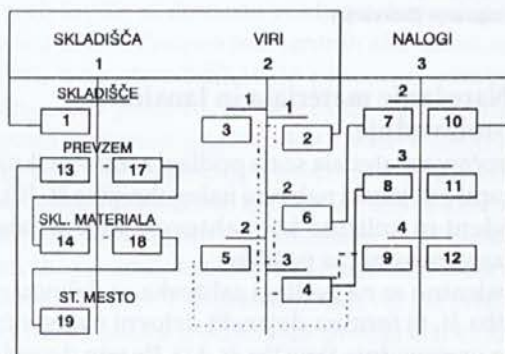 SKLADIŠČA VIRI NALOGI
1 2 3
SKLADIŠČE 1 1 2
1 3 2 7 10
PREVZEM 3
13 17 2 8 11
SKL. MATERIALA 6
14 18 2 4
5 3 9 12
ST. MESTO 4
19